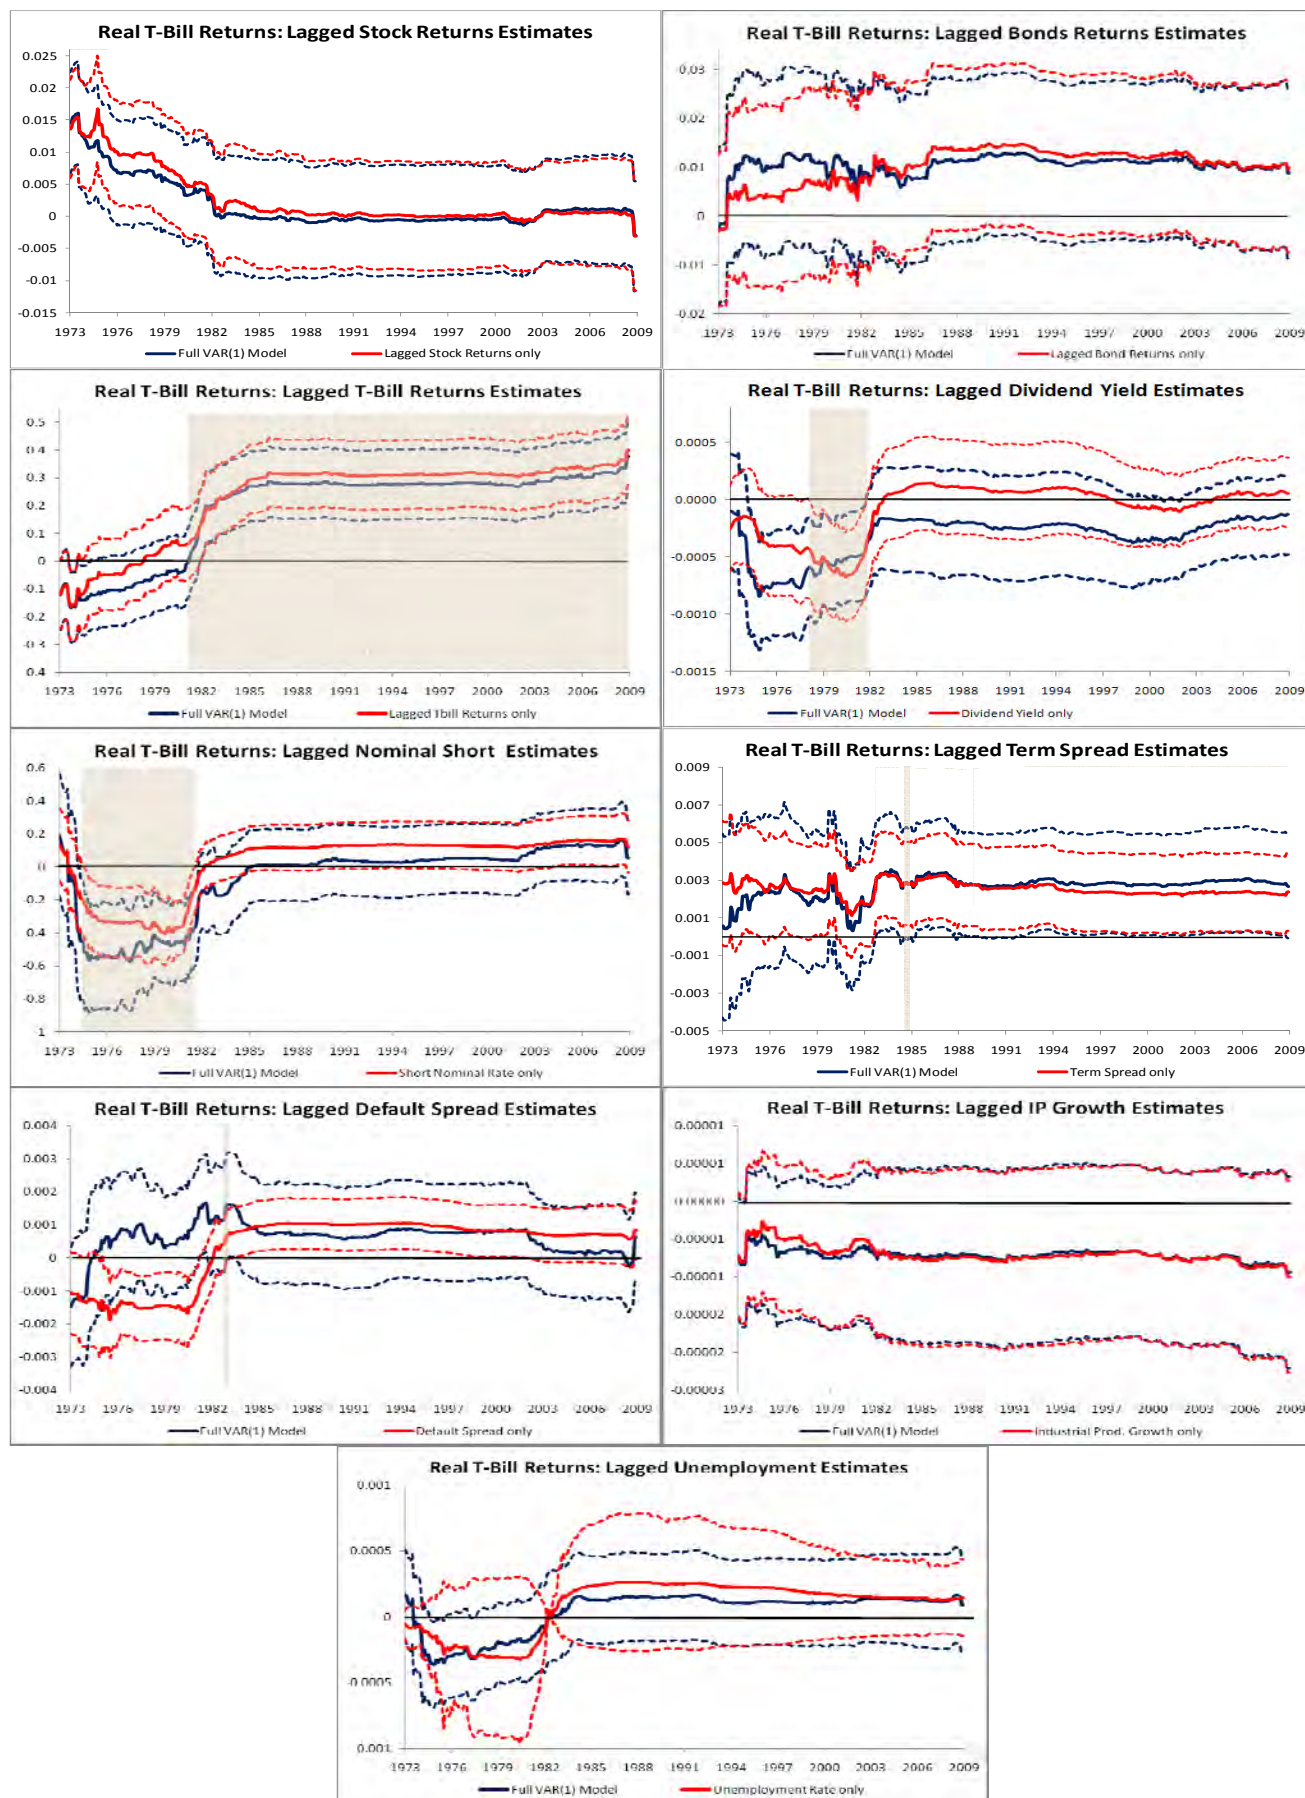 Real T-Bill Returns: Lagged Stock Returns Estimates
0.025
0.02
0.015
0.01
0.005
0
-0.005
-0.01
-0.015
1973 1976 1979 1982 1985 1988 1991 1994 1997 2000 2003 2006 2009
Full VAR(1) Model Lagged Stock Returns only
Real T-Bill Returns: Lagged Bonds Returns Estimates
0.03
0.02
0.01
0
-0.01
-0.02
1973 1976 1979 1982 1985 1988 1991 1994 1997 2000 2003 2006 2009
Full VAR(1) Model Lagged Bond Returns only
Real T-Bill Returns: Lagged T-Bill Returns Estimates
0.5
0.4
0.3
0.2
0.1
0
-0.1
-0.2
-0.3
0.4
1973 1976 1979 1982 1985 1988 1991 1994 1997 2000 2003 2006 2009
Full VAR(1) Model Lagged Tbill Returns only
Real T-Bill Returns: Lagged Dividend Yield Estimates
0.0005
0.0000
-0.0005
-0.0010
-0.0015
1973 1976 1979 1982 1985 1988 1991 1994 1997 2000 2003 2006 2009
Full VAR(1) Model Dividend Yield only
Real T-Bill Returns: Lagged Nominal Short Estimates
0.6
0.4
0.2
0
-0.2
0.4
-0.6
-0.8
1
1973 1976 1979 1982 1985 1988 1991 1994 1997 2000 2003 2006 2009
Full VAR(1) Model Short Nominal Rate only
Real T-Bill Returns: Lagged Term Spread Estimates
0.009
0.007
0.005
0.003
0.001
-0.001
-0.003
-0.005
1973 1976 1979 1982 1985 1988 1991 1994 1997 2000 2003 2006 2009
Full VAR(1) Model Term Spread only
Real T-Bill Returns: Lagged Default Spread Estimates
0.004
0.003
0.002
0.001
0
-0.001
-0.002
-0.003
-0.004
1973 1976 1979 1982 1985 1988 1991 1994 1997 2000 2003 2006 2009
Full VAR(1) Model Default Spread only
Real T-Bill Returns: Lagged IP Growth Estimates
0.00001
0.00001
0.00000
-0.00001
-0.00001
-0.00002
-0.00002
-0.00003
1973 1976 1979 1982 1985 1988 1991 1994 1997 2000 2003 2006 2009
Full VAR(1) Model Industrial Prod. Growth only
Real T-Bill Returns: Lagged Unemployment Estimates
0.001
0.0005
0
-0.0005
0.001
1973 1976 1979 1982 1985 1988 1991 1994 1997 2000 2003 2006 2009
Full VAR(1) Model Unemployment Rate only